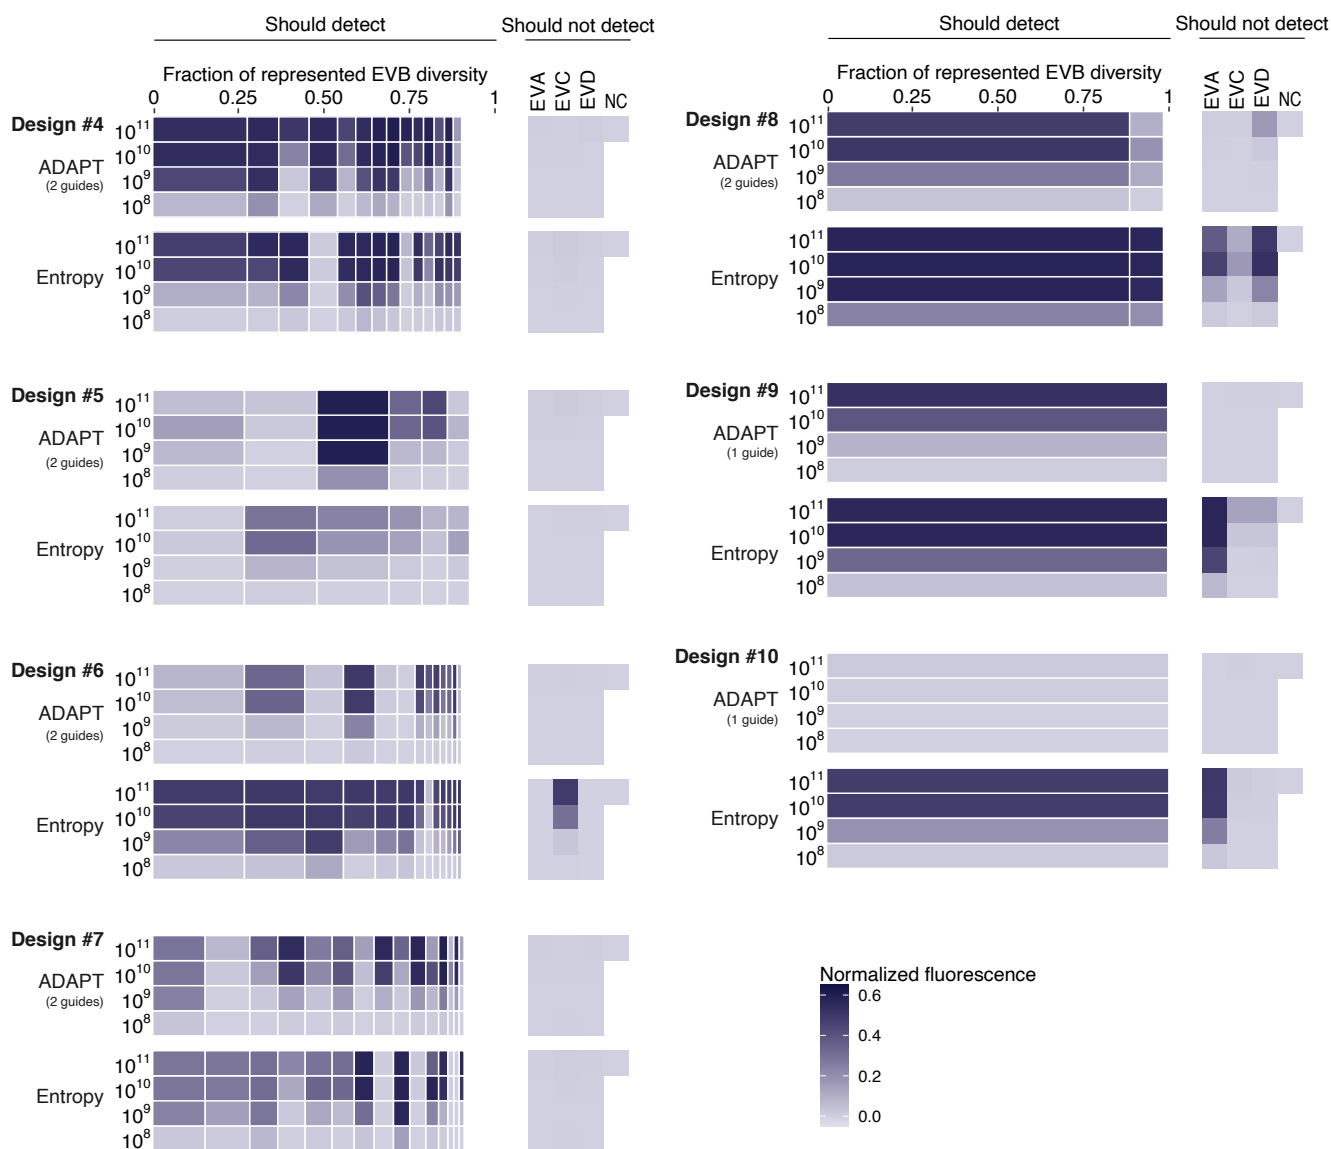 Should detect
Should not detect
Fraction of represented EVB diversity
0 0.25 0.50 0.75 1
EVA EVC EVD NC
Design #4
ADAPT
(2 guides)
10¹¹
10¹⁰
10⁹
10⁸
Entropy
10¹¹
10¹⁰
10⁹
10⁸
Design #5
ADAPT
(2 guides)
10¹¹
10¹⁰
10⁹
10⁸
Entropy
10¹¹
10¹⁰
10⁹
10⁸
Design #6
ADAPT
(2 guides)
10¹¹
10¹⁰
10⁹
10⁸
Entropy
10¹¹
10¹⁰
10⁹
10⁸
Design #7
ADAPT
(2 guides)
10¹¹
10¹⁰
10⁹
10⁸
Entropy
10¹¹
10¹⁰
10⁹
10⁸
Should detect
Should not detect
Fraction of represented EVB diversity
0 0.25 0.50 0.75 1
EVA EVC EVD NC
Design #8
ADAPT
(2 guides)
10¹¹
10¹⁰
10⁹
10⁸
Entropy
10¹¹
10¹⁰
10⁹
10⁸
Design #9
ADAPT
(1 guide)
10¹¹
10¹⁰
10⁹
10⁸
Entropy
10¹¹
10¹⁰
10⁹
10⁸
Design #10
ADAPT
(1 guide)
10¹¹
10¹⁰
10⁹
10⁸
Entropy
10¹¹
10¹⁰
10⁹
10⁸
Normalized fluorescence
0.6
0.4
0.2
0.0